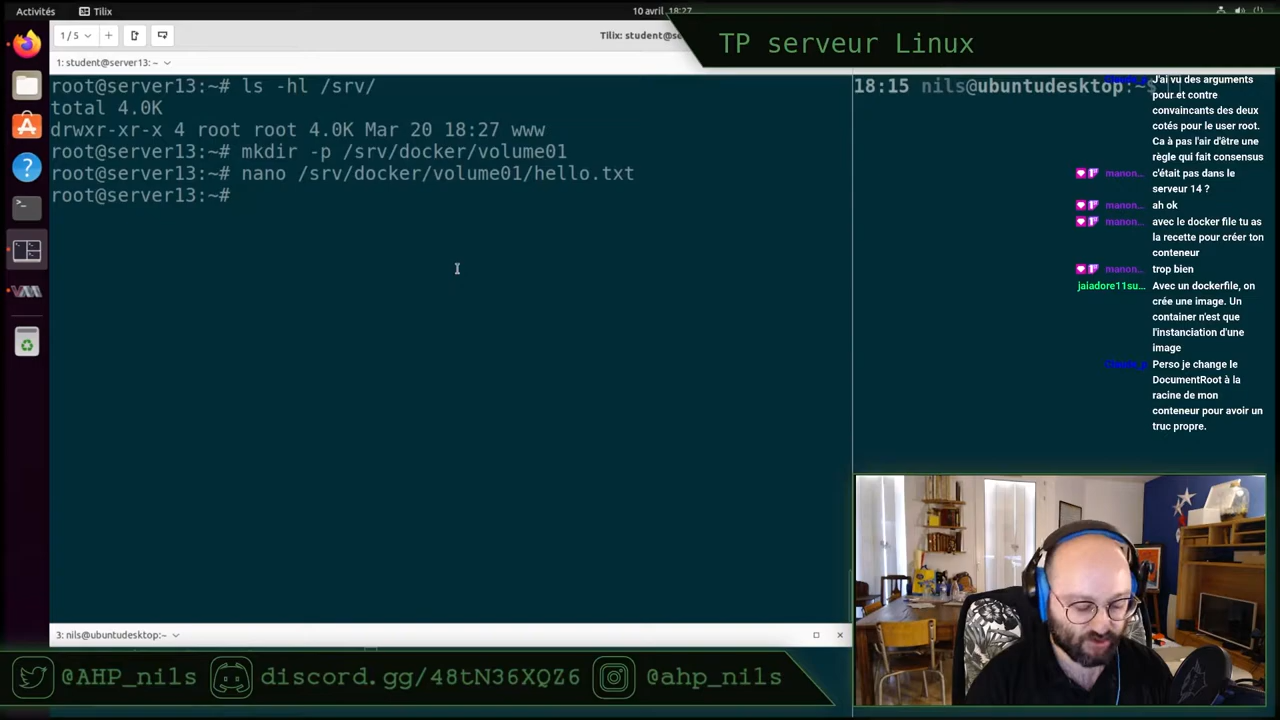 Activités
Tilix
10 avril 18:27
1 / 5
Tilix: student@se
TP serveur Linux
1: student@server13: ~
root@server13:~# ls -hl /srv/
total 4.0K
drwxr-xr-x 4 root root 4.0K Mar 20 18:27 www
root@server13:~# mkdir -p /srv/docker/volume01
root@server13:~# nano /srv/docker/volume01/hello.txt
root@server13:~#
18:15 nils@ubuntudesktop:~$
J'ai vu des arguments
pour et contre
convaincants des deux
cotés pour le user root.
Ca à pas l'air d'être une
règle qui fait consensus
manon... c'était pas dans le
serveur 14 ?
manon... ah ok
manon... avec le docker file tu as
la recette pour créer ton
conteneur
manon... trop bien
jaiadore11su... Avec un dockerfile, on
crée une image. Un
container n'est que
l'instanciation d'une
image
Perso je change le
DocumentRoot à la
racine de mon
conteneur pour avoir un
truc propre.
3: nils@ubuntudesktop:~
@AHP_nils
discord.gg/48tN36XQZ6
@ahp_nils